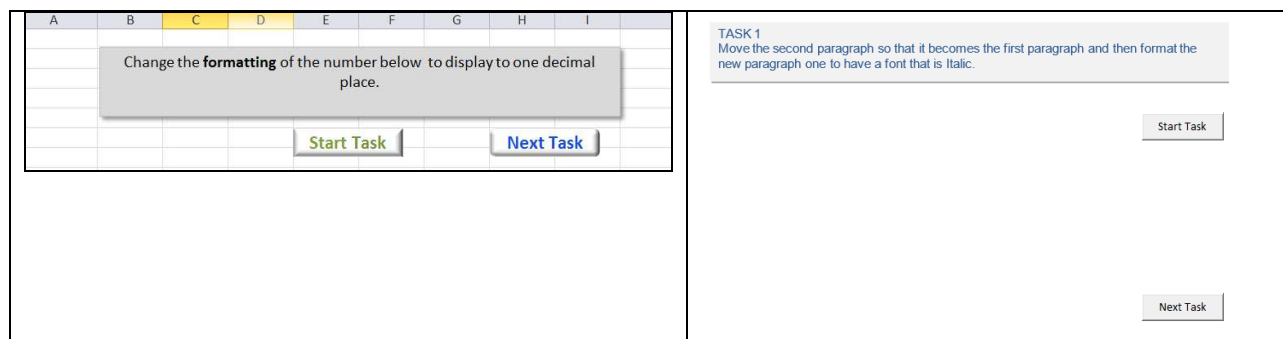 A B C D E F G H I
Change the formatting of the number below to display to one decimal
place.
Start Task Next Task
TASK 1
Move the second paragraph so that it becomes the first paragraph and then format the
new paragraph one to have a font that is Italic.
Start Task
Next Task